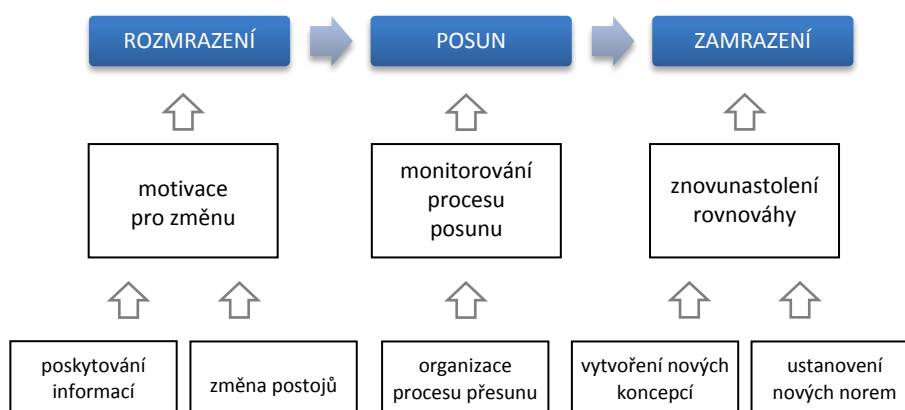 ROZMRAZENÍ
POSUN
ZAMRAZENÍ
motivace
pro změnu
monitorování
procesu
posunu
znovunastolení
rovnováhy
poskytování
informací
změna postojů
organizace
procesu přesunu
vytvoření nových
koncepcí
ustanovení
nových norem